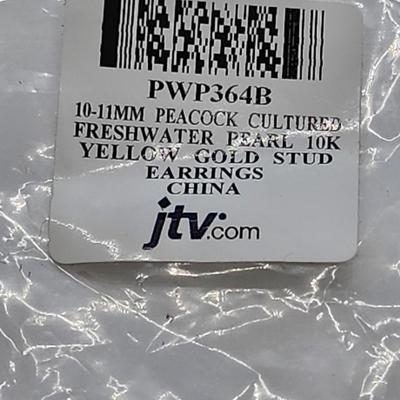 PWP364B
10-11MM PEACOCK CULTURED
FRESHWATER PEARL 10K
YELLOW GOLD STUD
EARRINGS
CHINA
jtv.com